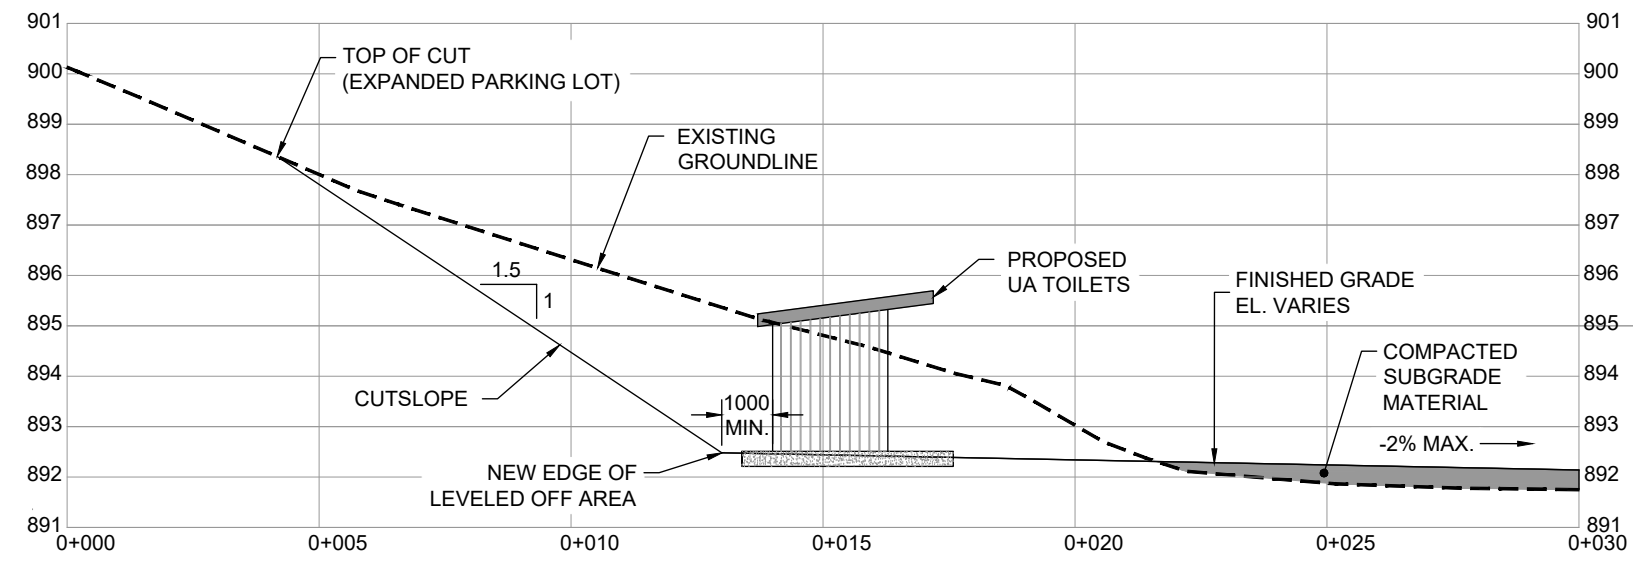 901
900
899
898
897
896
895
894
893
892
891
TOP OF CUT
(EXPANDED PARKING LOT)
EXISTING
GROUNDLINE
1.5
1
PROPOSED
UA TOILETS
FINISHED GRADE
EL. VARIES
COMPACTED
SUBGRADE
MATERIAL
-2% MAX.
CUTSLOPE
1000
MIN.
NEW EDGE OF
LEVELED OFF AREA
901
900
899
898
897
896
895
894
893
892
891
0+000 0+005 0+010 0+015 0+020 0+025 0+030